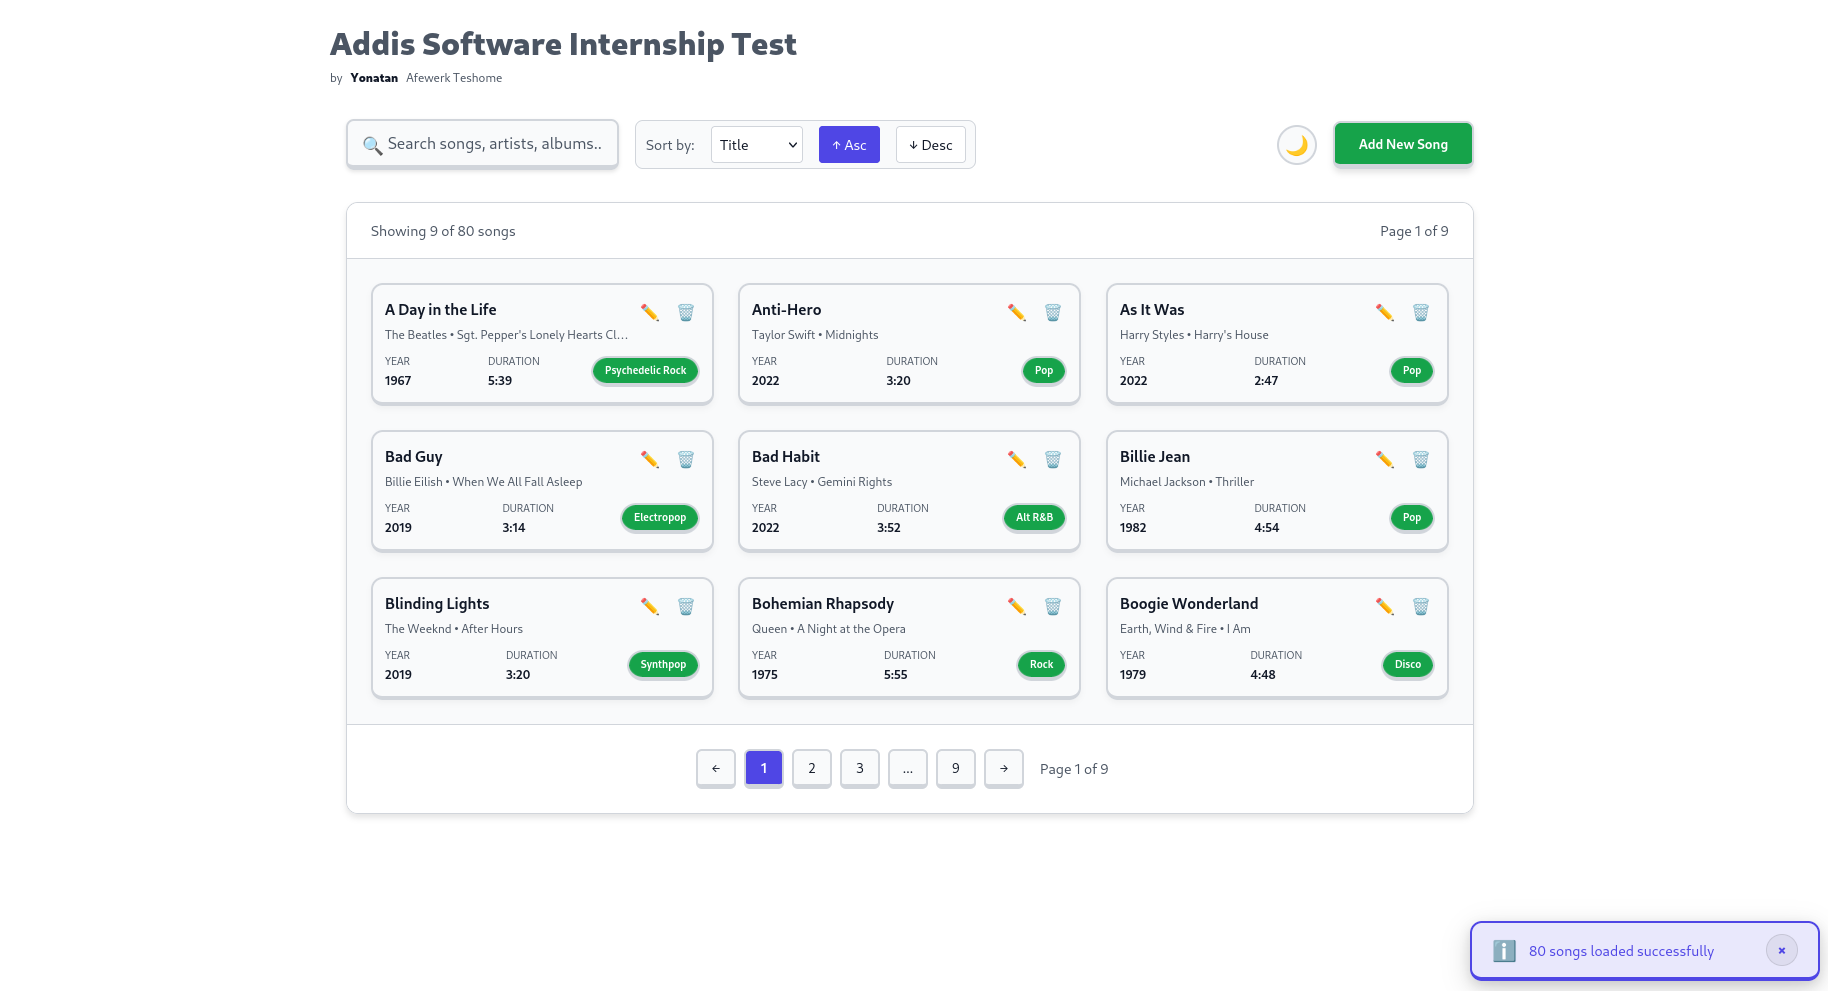 Addis Software Internship Test
by Yonatan Afewerk Teshome
🔍 Search songs, artists, albums..
Sort by: Title ↑ Asc ↓ Desc
Add New Song
Showing 9 of 80 songs
Page 1 of 9
A Day in the Life
The Beatles • Sgt. Pepper's Lonely Hearts Cl...
YEAR DURATION
1967 5:39
Psychedelic Rock
Anti-Hero
Taylor Swift • Midnights
YEAR DURATION
2022 3:20
Pop
As It Was
Harry Styles • Harry's House
YEAR DURATION
2022 2:47
Pop
Bad Guy
Billie Eilish • When We All Fall Asleep
YEAR DURATION
2019 3:14
Electropop
Bad Habit
Steve Lacy • Gemini Rights
YEAR DURATION
2022 3:52
Alt R&B
Billie Jean
Michael Jackson • Thriller
YEAR DURATION
1982 4:54
Pop
Blinding Lights
The Weeknd • After Hours
YEAR DURATION
2019 3:20
Synthpop
Bohemian Rhapsody
Queen • A Night at the Opera
YEAR DURATION
1975 5:55
Rock
Boogie Wonderland
Earth, Wind & Fire • I Am
YEAR DURATION
1979 4:48
Disco
← 1 2 3 ... 9 → Page 1 of 9
ℹ️ 80 songs loaded successfully ×